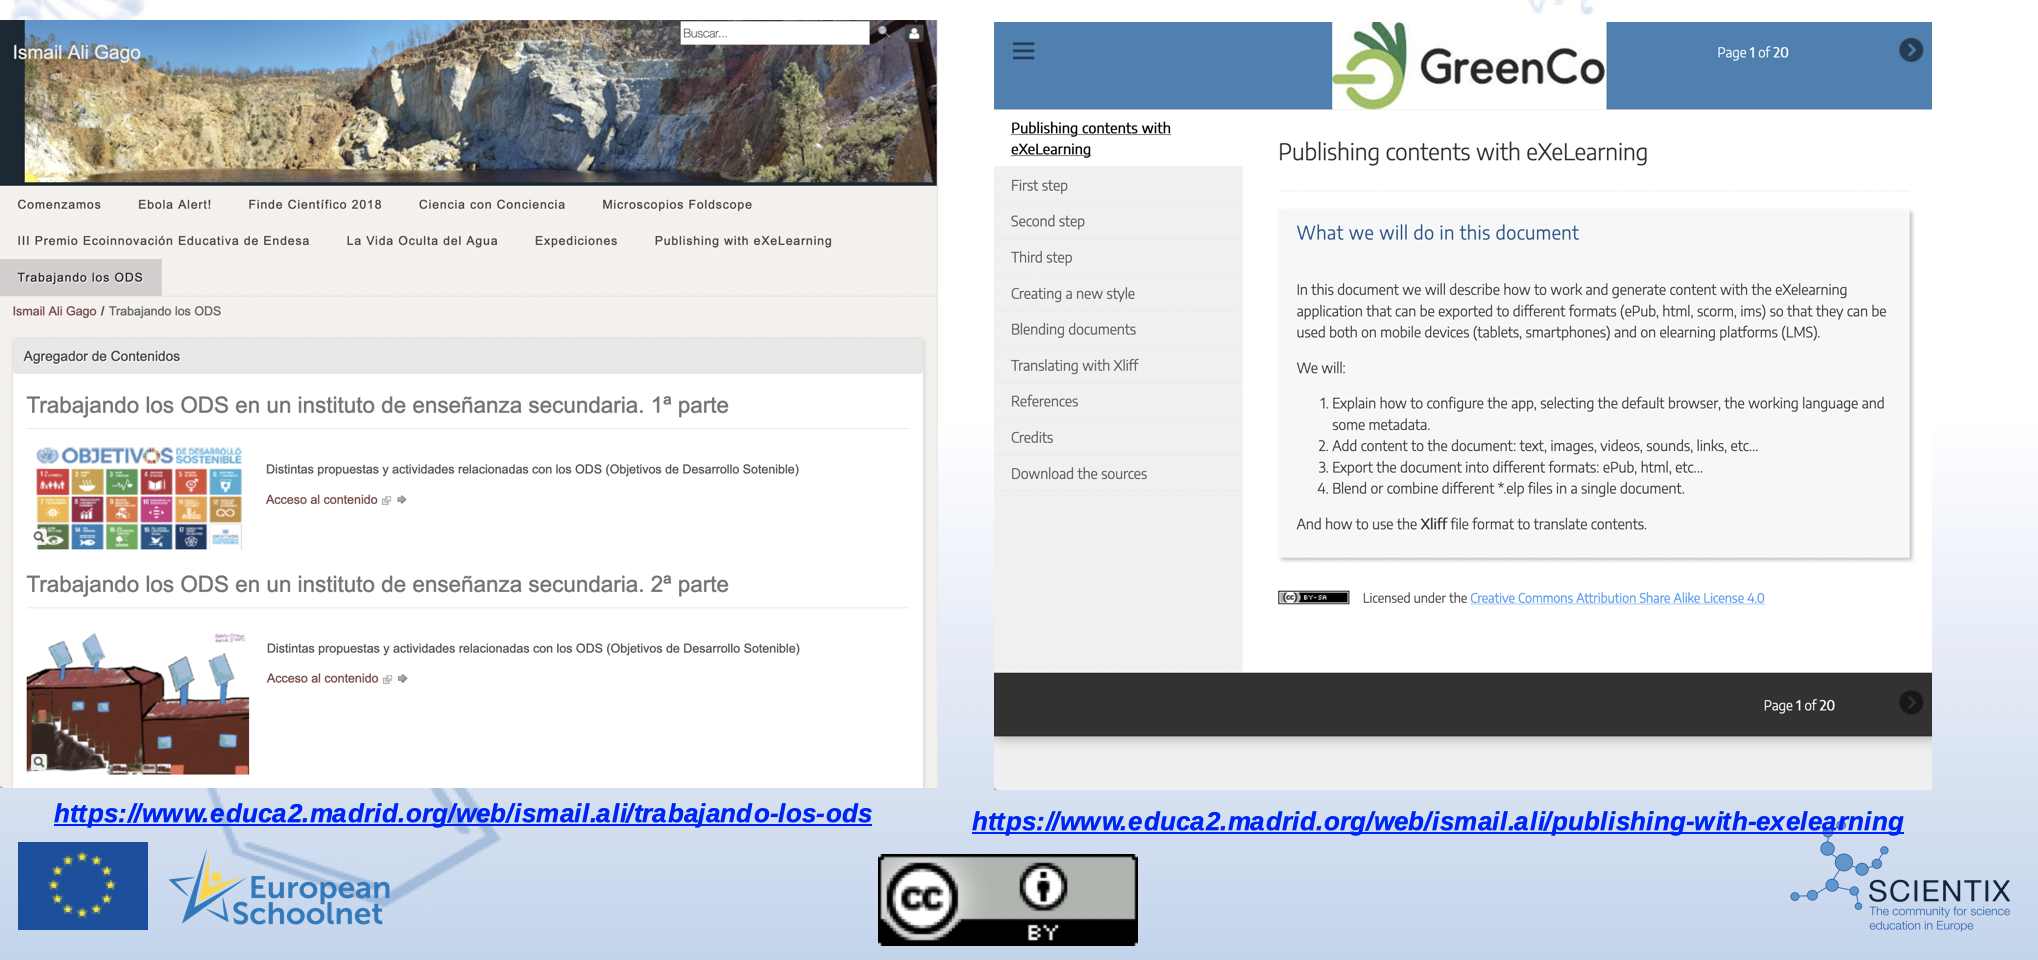 Ismail Ali Gago
Buscar...
Comenzamos Ebola Alert! Finde Científico 2018 Ciencia con Conciencia Microscopios Foldscope
III Premio Ecoinnovación Educativa de Endesa La Vida Oculta del Agua Expediciones Publishing with eXeLearning
Trabajando los ODS
Ismail Ali Gago / Trabajando los ODS
Agregador de Contenidos
Trabajando los ODS en un instituto de enseñanza secundaria. 1ª parte
OBJETIVOS DE DESARROLLO
SOSTENIBLE
Distintas propuestas y actividades relacionadas con los ODS (Objetivos de Desarrollo Sotenible)
Acceso al contenido
Trabajando los ODS en un instituto de enseñanza secundaria. 2ª parte
Distintas propuestas y actividades relacionadas con los ODS (Objetivos de Desarrollo Sotenible)
Acceso al contenido
https://www.educa2.madrid.org/web/ismail.ali/trabajando-los-ods
GreenCo
Page 1 of 20
Publishing contents with
eXeLearning
First step
Second step
Third step
Creating a new style
Blending documents
Translating with Xliff
References
Credits
Download the sources
Publishing contents with eXeLearning
What we will do in this document
In this document we will describe how to work and generate content with the eXelearning
application that can be exported to different formats (ePub, html, scorm, ims) so that they can be
used both on mobile devices (tablets, smartphones) and on elearning platforms (LMS).
We will:
1. Explain how to configure the app, selecting the default browser, the working language and
some metadata.
2. Add content to the document: text, images, videos, sounds, links, etc...
3. Export the document into different formats: ePub, html, etc...
4. Blend or combine different *.elp files in a single document.
And how to use the Xliff file format to translate contents.
(cc) BY-SA Licensed under the Creative Commons Attribution Share Alike License 4.0
Page 1 of 20
https://www.educa2.madrid.org/web/ismail.ali/publishing-with-exelearning
European
Schoolnet
cc
BY
SCIENTIX
The community for science
education in Europe